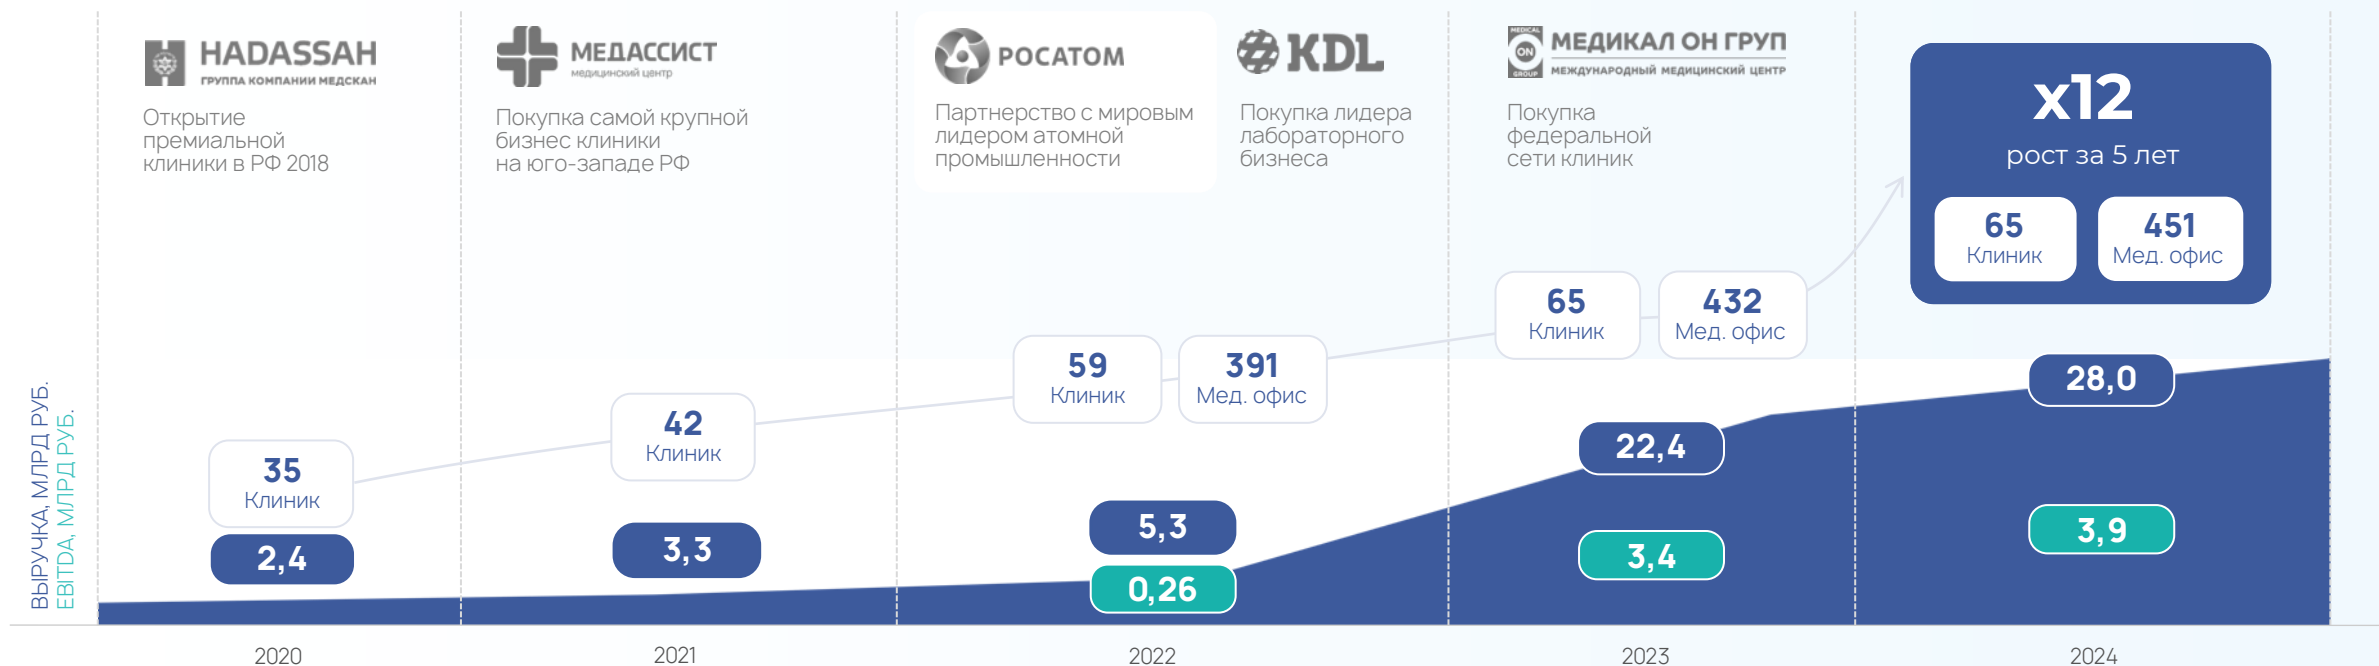 HADASSAH
ГРУППА КОМПАНИИ МЕДСКАН
Открытие
премиальной
клиники в РФ 2018
МЕДАССИСТ
медицинский центр
Покупка самой крупной
бизнес клиники
на юго-западе РФ
РОСАТОМ
Партнерство с мировым
лидером атомной
промышленности
KDL
Покупка лидера
лабораторного
бизнеса
MEDICAL
ON
GROUP
МЕДИКАЛ ОН ГРУП
МЕЖДУНАРОДНЫЙ МЕДИЦИНСКИЙ ЦЕНТР
Покупка
федеральной
сети клиник
x12
рост за 5 лет
65
Клиник
451
Мед. офис
ВЫРУЧКА, МЛРД РУБ.
EBITDA, МЛРД РУБ.
35
Клиник
2,4
42
Клиник
3,3
59
Клиник
391
Мед. офис
5,3
0,26
65
Клиник
432
Мед. офис
22,4
3,4
28,0
3,9
2020
2021
2022
2023
2024